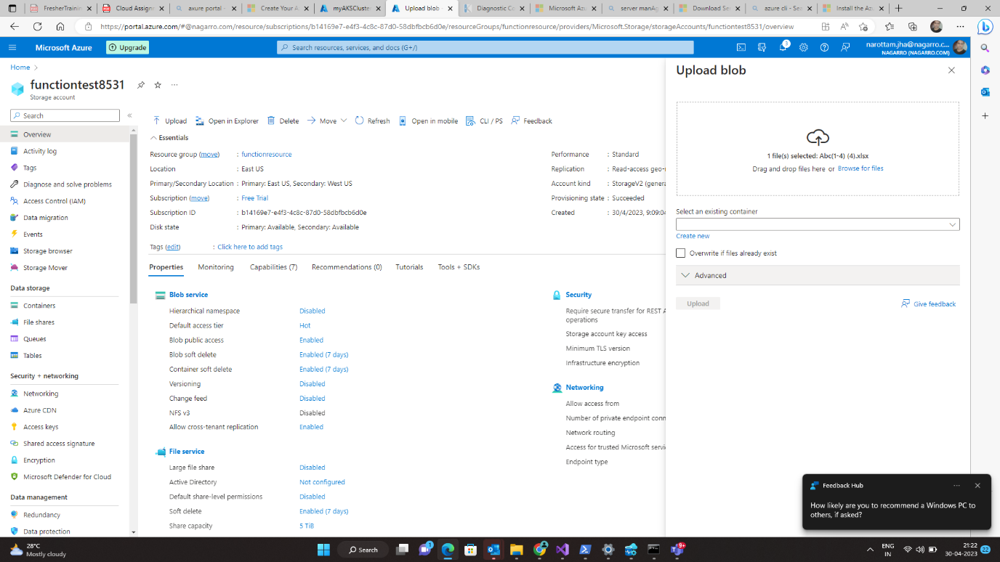 FresherTraining
Cloud Assignm
axure portal -
Create Your A
myAKSCluster
Upload blob -
Diagnostic Co
Microsoft Azu
server manAg
Download Ser
azure cli - Sea
Install the Azu
https://portal.azure.com/#@nagarro.com/resource/subscriptions/b14169e7-e4f3-4c8c-87d0-58dbfbcb6d0e/resourceGroups/functionresource/providers/Microsoft.Storage/storageAccounts/functiontest8531/overview
Microsoft Azure
Upgrade
Search resources, services, and docs (G+/)
3
narottam.jha@nagarro.c...
NAGARRO (NAGARRO.COM)
Home
functiontest8531
Storage account
Search
Overview
Activity log
Tags
Diagnose and solve problems
Access Control (IAM)
Data migration
Events
Storage browser
Storage Mover
Data storage
Containers
File shares
Queues
Tables
Security + networking
Networking
Azure CDN
Access keys
Shared access signature
Encryption
Microsoft Defender for Cloud
Data management
Redundancy
Data protection
Upload
Open in Explorer
Delete
Move
Refresh
Open in mobile
CLI / PS
Feedback
Essentials
Resource group (move) : functionresource
Location : East US
Primary/Secondary Location : Primary: East US, Secondary: West US
Subscription (move) : Free Trial
Subscription ID : b14169e7-e4f3-4c8c-87d0-58dbfbcb6d0e
Disk state : Primary: Available, Secondary: Available
Tags (edit) : Click here to add tags
Performance : Standard
Replication : Read-access geo-r
Account kind : StorageV2 (genera
Provisioning state : Succeeded
Created : 30/4/2023, 9:09:04
Properties
Monitoring
Capabilities (7)
Recommendations (0)
Tutorials
Tools + SDKs
Blob service
Hierarchical namespace Disabled
Default access tier Hot
Blob public access Enabled
Blob soft delete Enabled (7 days)
Container soft delete Enabled (7 days)
Versioning Disabled
Change feed Disabled
NFS v3 Disabled
Allow cross-tenant replication Enabled
File service
Large file share Disabled
Active Directory Not configured
Default share-level permissions Disabled
Soft delete Enabled (7 days)
Share capacity 5 TiB
Security
Require secure transfer for REST A
operations
Storage account key access
Minimum TLS version
Infrastructure encryption
Networking
Allow access from
Number of private endpoint conn
Network routing
Access for trusted Microsoft servic
Endpoint type
Upload blob
1 file(s) selected: Abc(1-4) (4).xlsx
Drag and drop files here or Browse for files
Select an existing container
Create new
Overwrite if files already exist
Advanced
Upload
Give feedback
Feedback Hub
How likely are you to recommend a Windows PC to
others, if asked?
28°C
Mostly cloudy
Search
1
9+
ENG
IN
21:22
30-04-2023
22